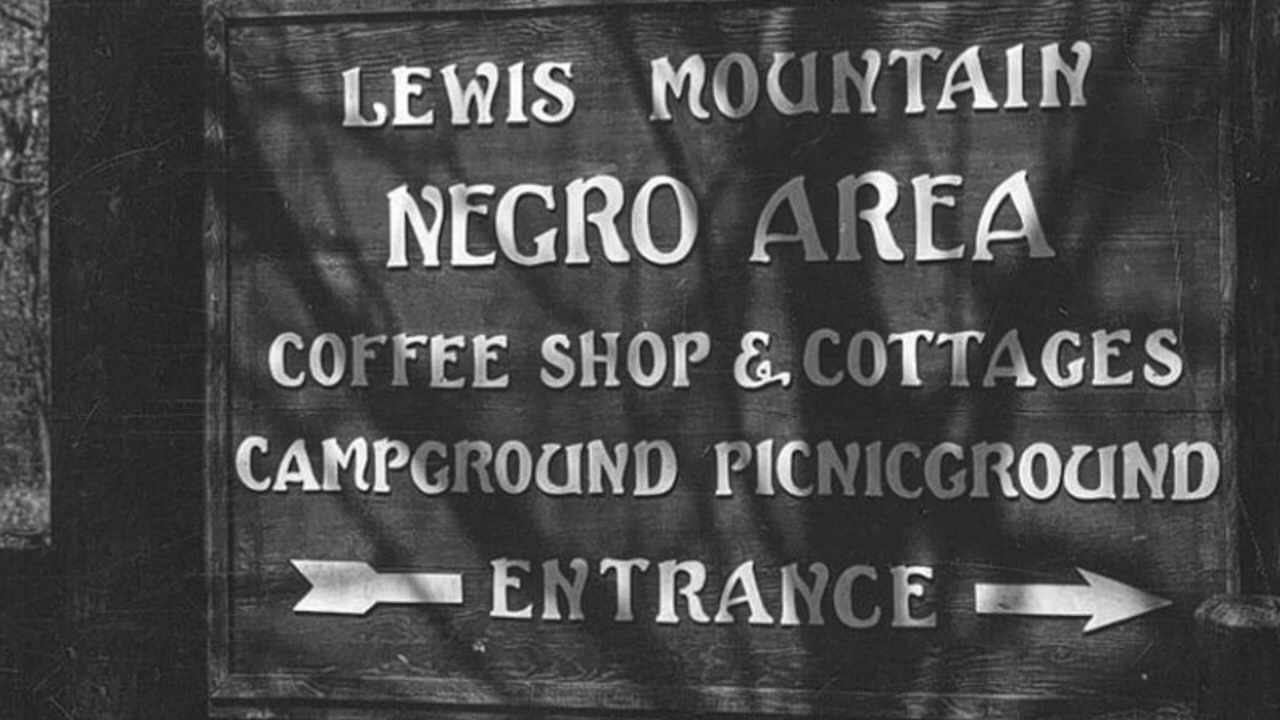 LEWIS MOUNTAIN
NEGRO AREA
COFFEE SHOP & COTTAGES
CAMPGROUND PICNICGROUND
ENTRANCE